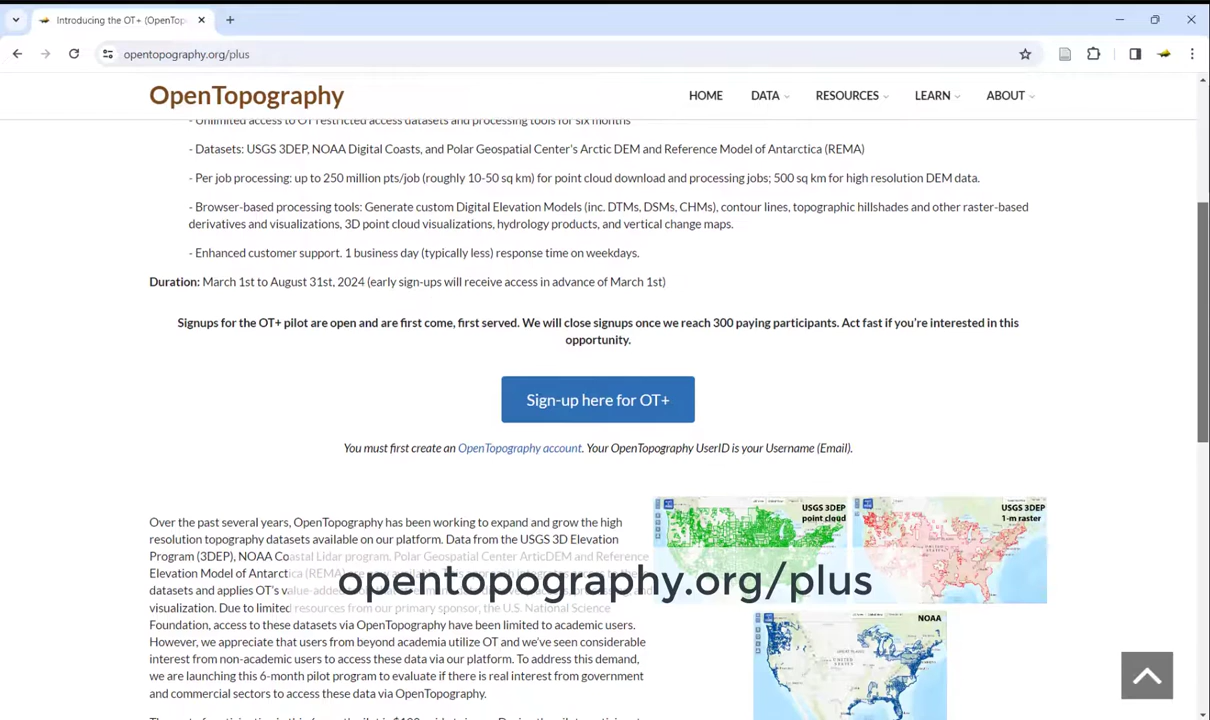 Introducing the OT+ (OpenTop
opentopography.org/plus
OpenTopography
HOME DATA RESOURCES LEARN ABOUT
- Unlimited access to OT restricted access datasets and processing tools for six months
- Datasets: USGS 3DEP, NOAA Digital Coasts, and Polar Geospatial Center's Arctic DEM and Reference Model of Antarctica (REMA)
- Per job processing: up to 250 million pts/job (roughly 10-50 sq km) for point cloud download and processing jobs; 500 sq km for high resolution DEM data.
- Browser-based processing tools: Generate custom Digital Elevation Models (inc. DTMs, DSMs, CHMs), contour lines, topographic hillshades and other raster-based
derivatives and visualizations, 3D point cloud visualizations, hydrology products, and vertical change maps.
- Enhanced customer support. 1 business day (typically less) response time on weekdays.
Duration: March 1st to August 31st, 2024 (early sign-ups will receive access in advance of March 1st)
Signups for the OT+ pilot are open and are first come, first served. We will close signups once we reach 300 paying participants. Act fast if you're interested in this
opportunity.
Sign-up here for OT+
You must first create an OpenTopography account. Your OpenTopography UserID is your Username (Email).
Over the past several years, OpenTopography has been working to expand and grow the high
resolution topography datasets available on our platform. Data from the USGS 3D Elevation
Program (3DEP), NOAA Coastal Lidar program, Polar Geospatial Center ArticDEM and Reference
Elevation Model of Antarctica (REMA)
datasets and applies OT's value-added
visualization. Due to limited resources from our primary sponsor, the U.S. National Science
Foundation, access to these datasets via OpenTopography have been limited to academic users.
However, we appreciate that users from beyond academia utilize OT and we've seen considerable
interest from non-academic users to access these data via our platform. To address this demand,
we are launching this 6-month pilot program to evaluate if there is real interest from government
and commercial sectors to access these data via OpenTopography.
USGS 3DEP
point cloud
USGS 3DEP
1-m raster
NOAA
opentopography.org/plus